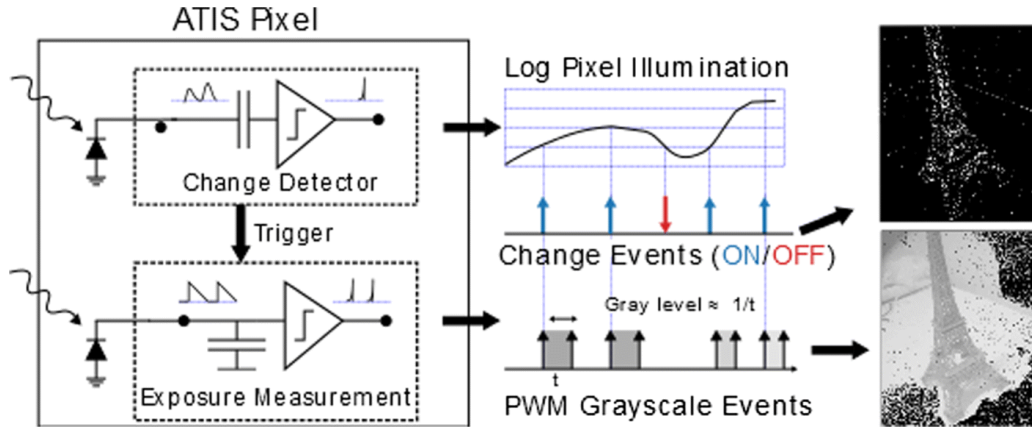 ATIS Pixel
Change Detector
Trigger
Exposure Measurement
Log Pixel Illumination
Change Events (ON/OFF)
Gray level ≈ 1/t
t
PWM Grayscale Events